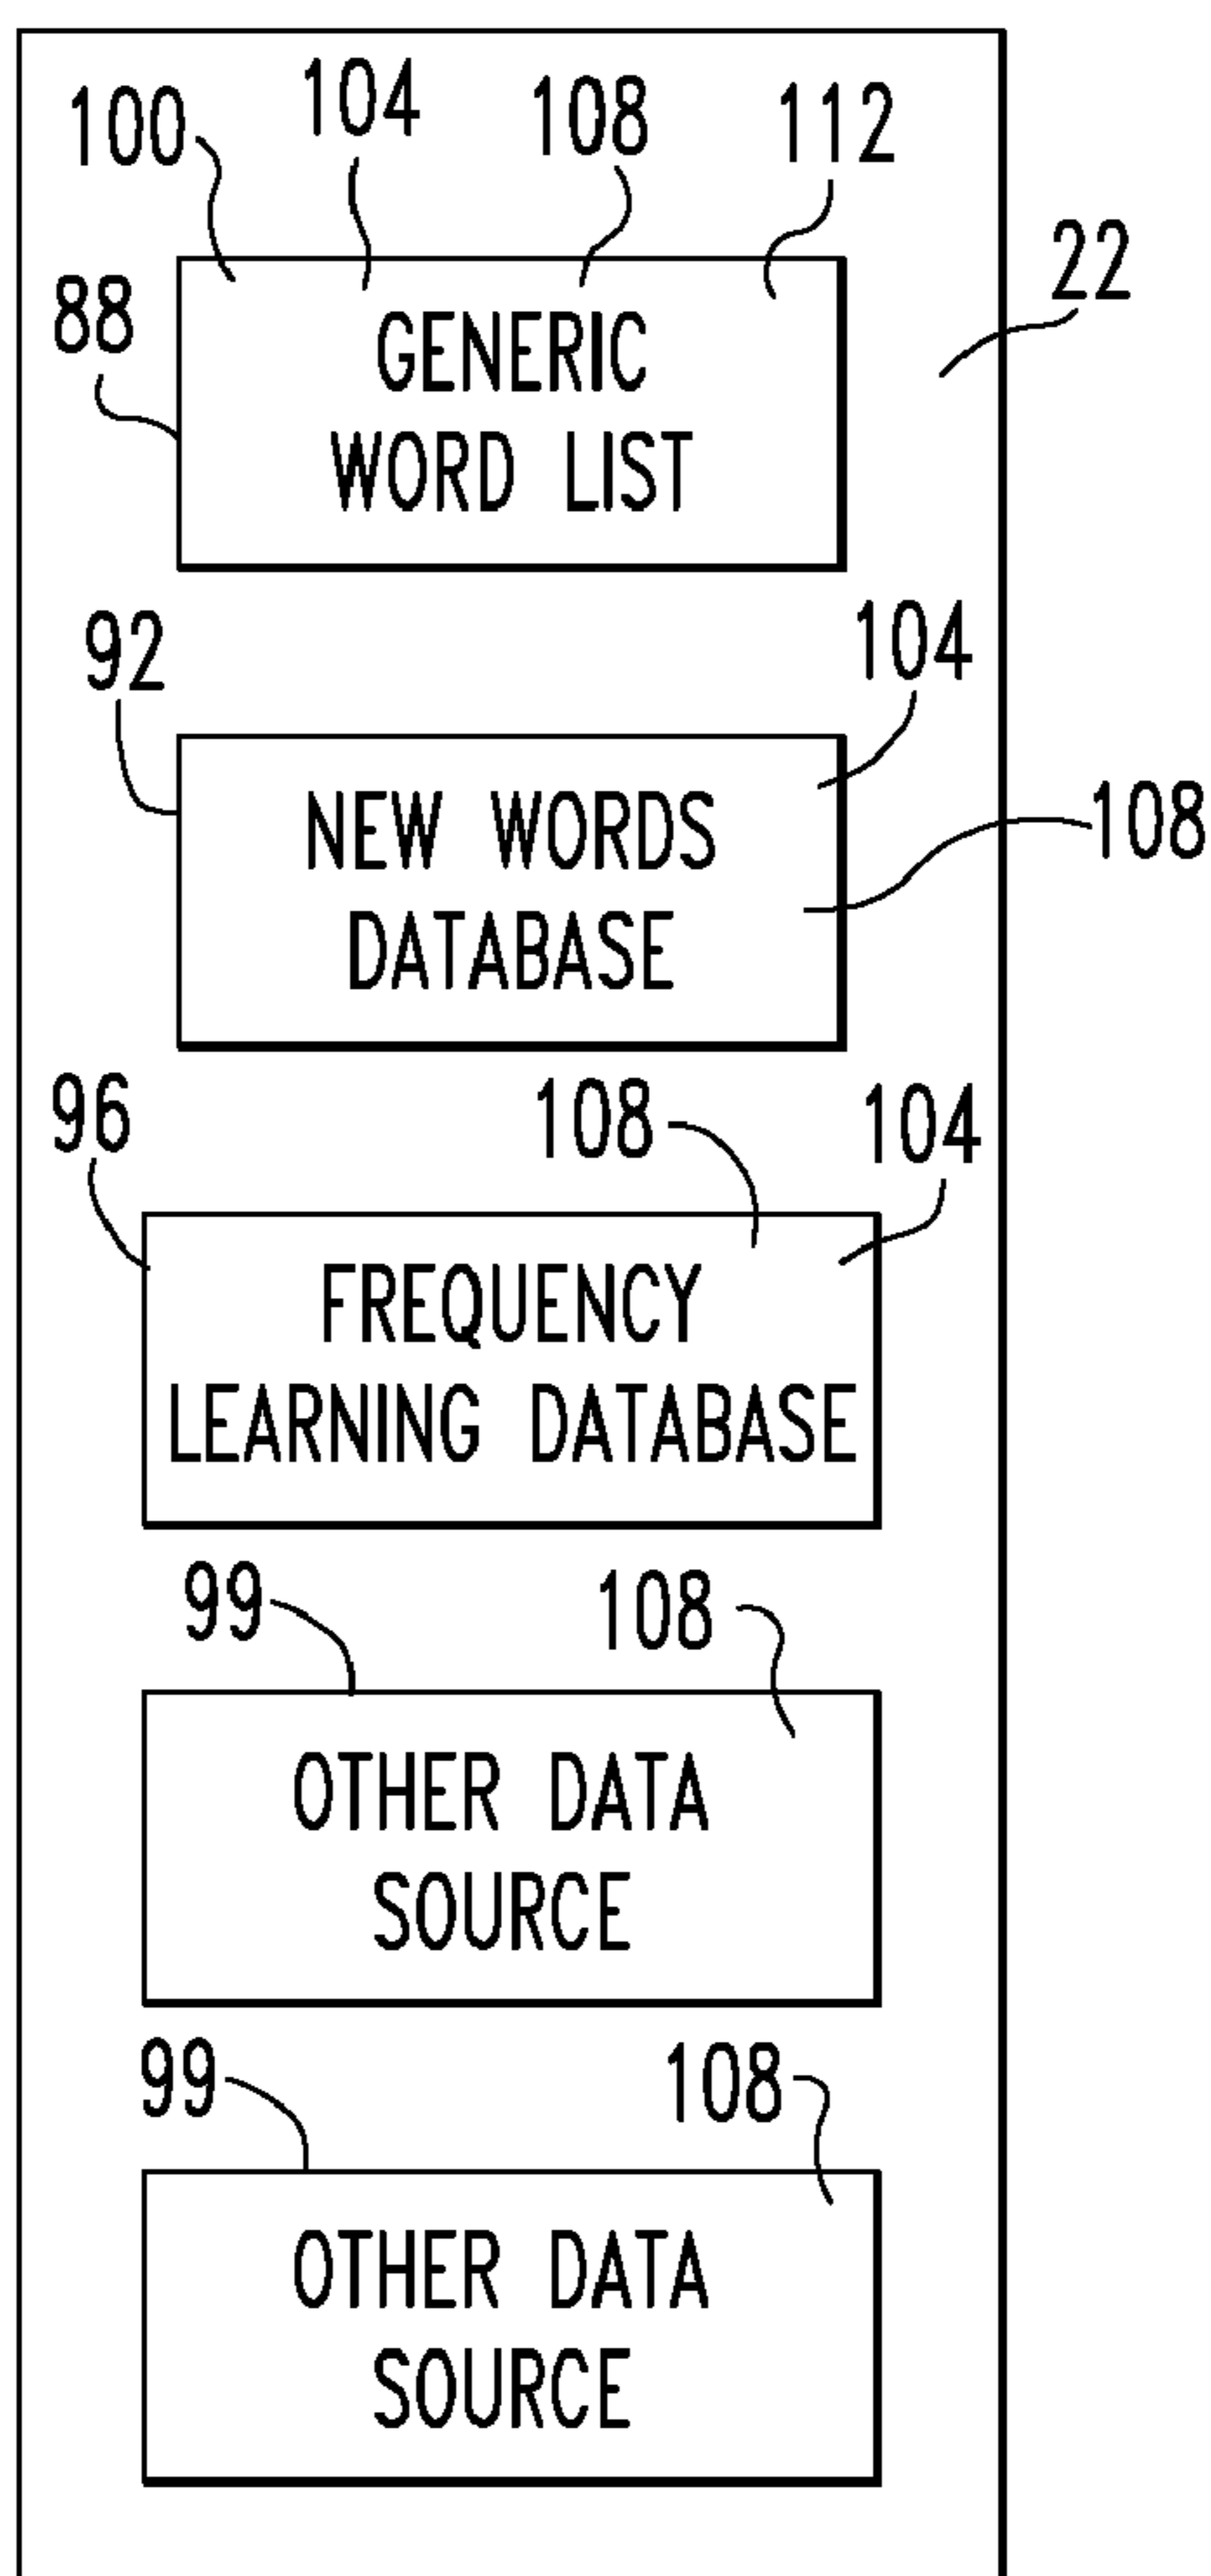 100 104 108 112
22
88
GENERIC
WORD LIST
92 104
NEW WORDS
108
DATABASE
96 108 104
FREQUENCY
LEARNING DATABASE
99 108
OTHER DATA
SOURCE
99 108
OTHER DATA
SOURCE